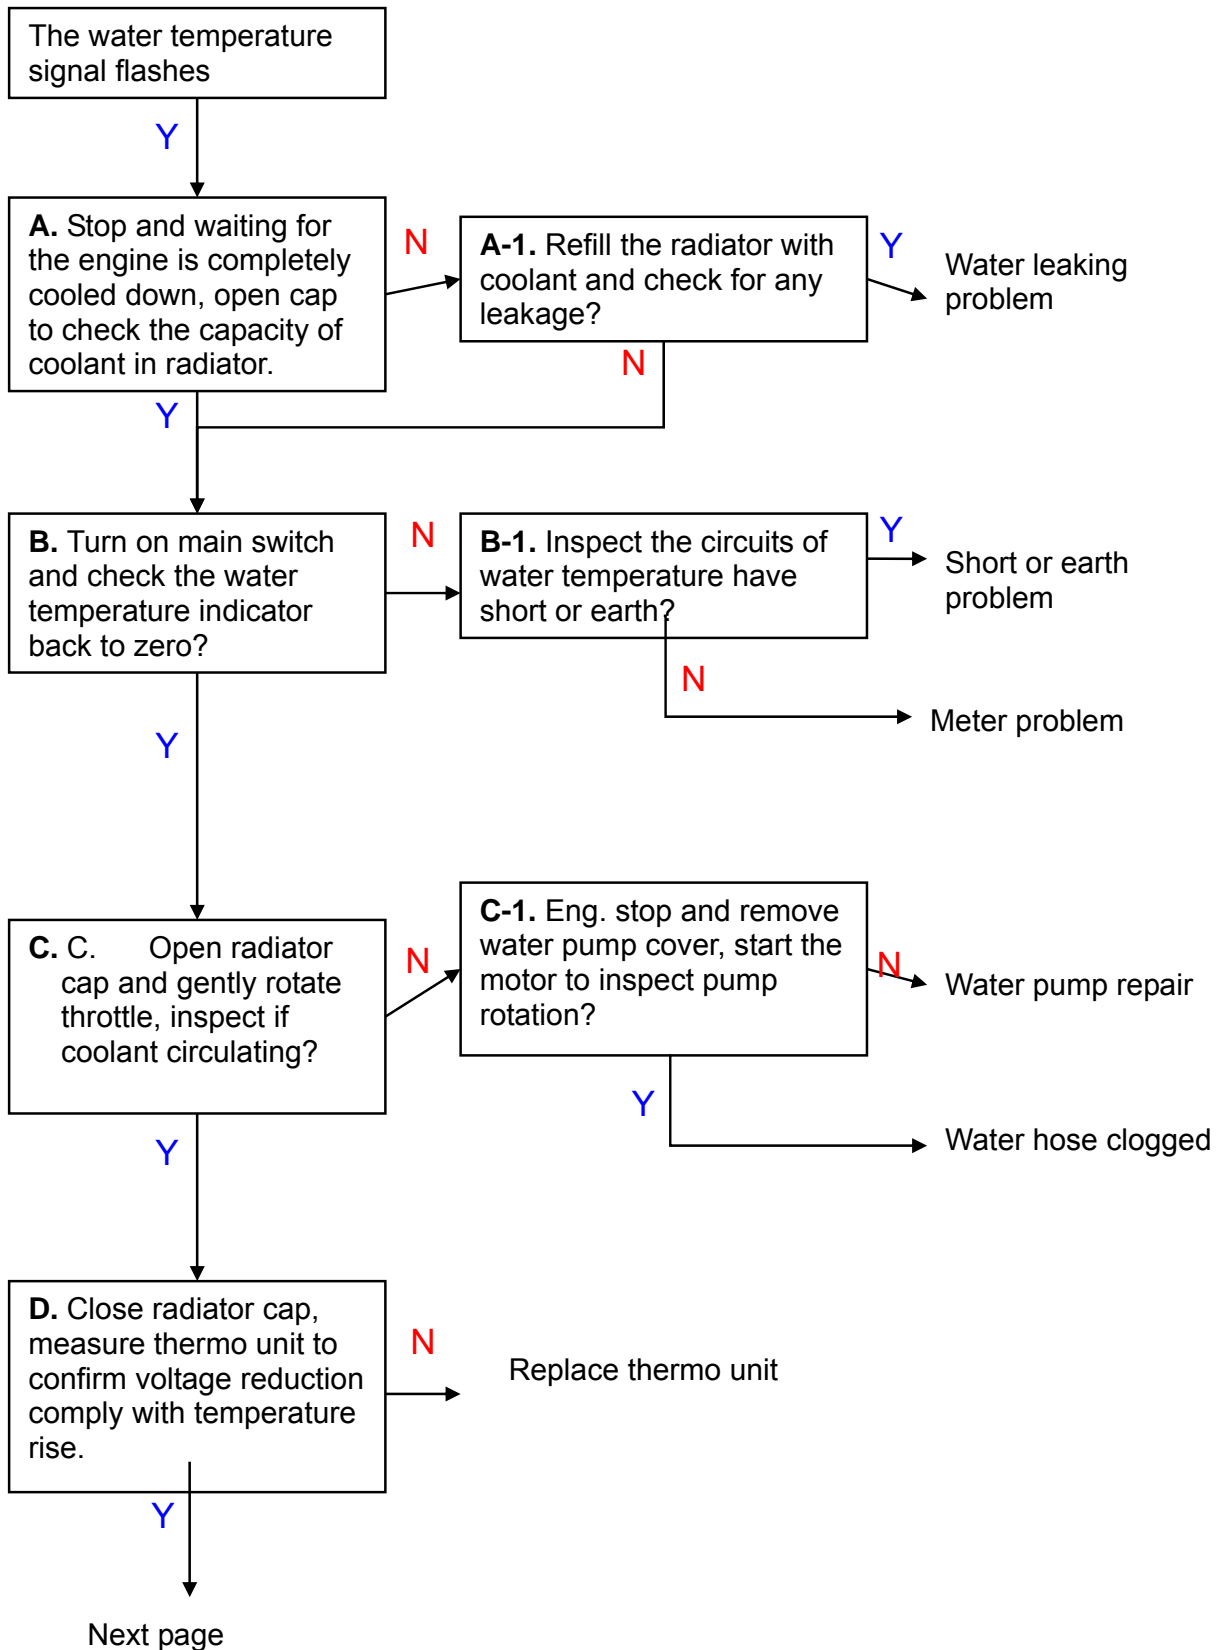 The water temperature
signal flashes
Y
A. Stop and waiting for
the engine is completely
cooled down, open cap
to check the capacity of
coolant in radiator.
N
A-1. Refill the radiator with
coolant and check for any
leakage?
Y
Water leaking
problem
N
Y
B. Turn on main switch
and check the water
temperature indicator
back to zero?
N
B-1. Inspect the circuits of
water temperature have
short or earth?
Y
Short or earth
problem
N
Meter problem
Y
C. C. Open radiator
cap and gently rotate
throttle, inspect if
coolant circulating?
N
C-1. Eng. stop and remove
water pump cover, start the
motor to inspect pump
rotation?
N
Water pump repair
Y
Water hose clogged
Y
D. Close radiator cap,
measure thermo unit to
confirm voltage reduction
comply with temperature
rise.
N
Replace thermo unit
Y
Next page